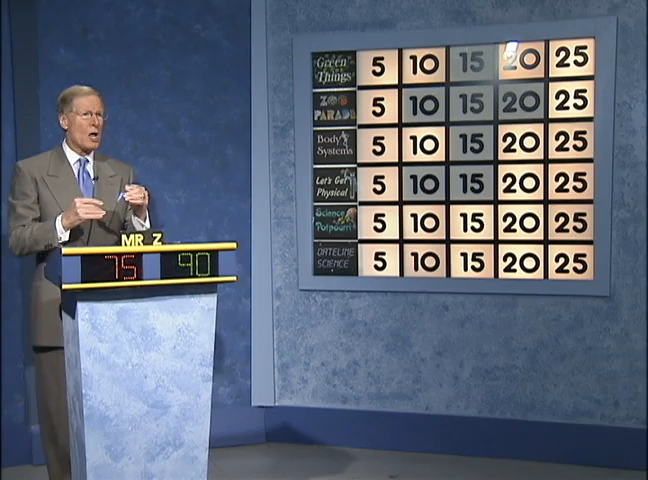 Green Things 5 10 15 20 25
ZOO PARADE 5 10 15 20 25
Body Systems 5 10 15 20 25
Let's Get Physical 5 10 15 20 25
Science Potpourri 5 10 15 20 25
DATELINE SCIENCE 5 10 15 20 25
MR Z
75 90